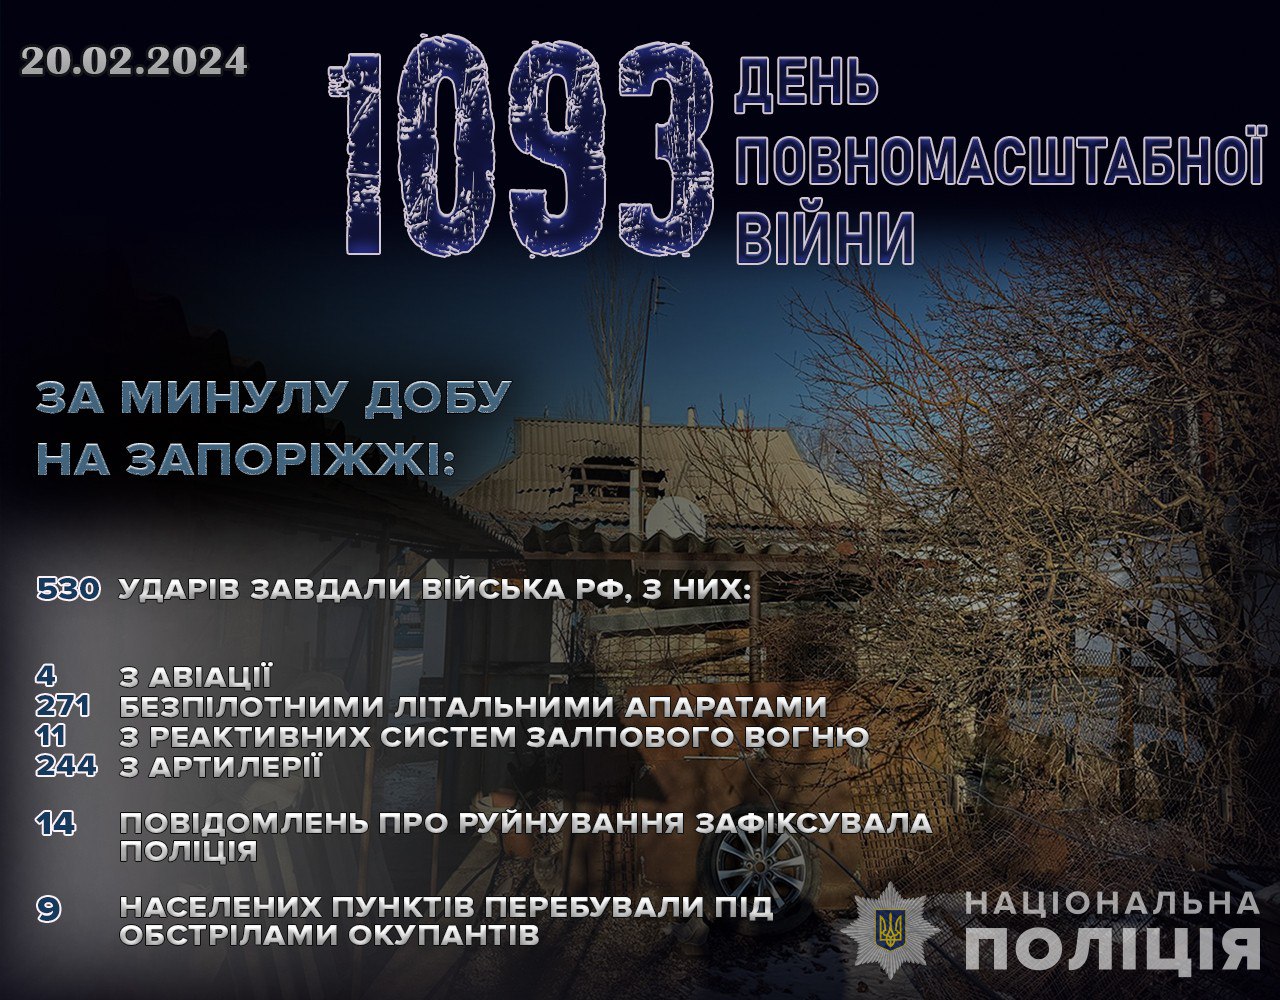 20.02.2024
1093
ДЕНЬ
ПОВНОМАСШТАБНОЇ
ВІЙНИ
ЗА МИНУЛУ ДОБУ
НА ЗАПОРІЖЖІ:
530 УДАРІВ ЗАВДАЛИ ВІЙСЬКА РФ, З НИХ:
4 З АВІАЦІЇ
271 БЕЗПІЛОТНИМИ ЛІТАЛЬНИМИ АПАРАТАМИ
11 З РЕАКТИВНИХ СИСТЕМ ЗАЛПОВОГО ВОГНЮ
244 З АРТИЛЕРІЇ
14 ПОВІДОМЛЕНЬ ПРО РУЙНУВАННЯ ЗАФІКСУВАЛА
ПОЛІЦІЯ
9 НАСЕЛЕНИХ ПУНКТІВ ПЕРЕБУВАЛИ ПІД
ОБСТРІЛАМИ ОКУПАНТІВ
НАЦІОНАЛЬНА
ПОЛІЦІЯ